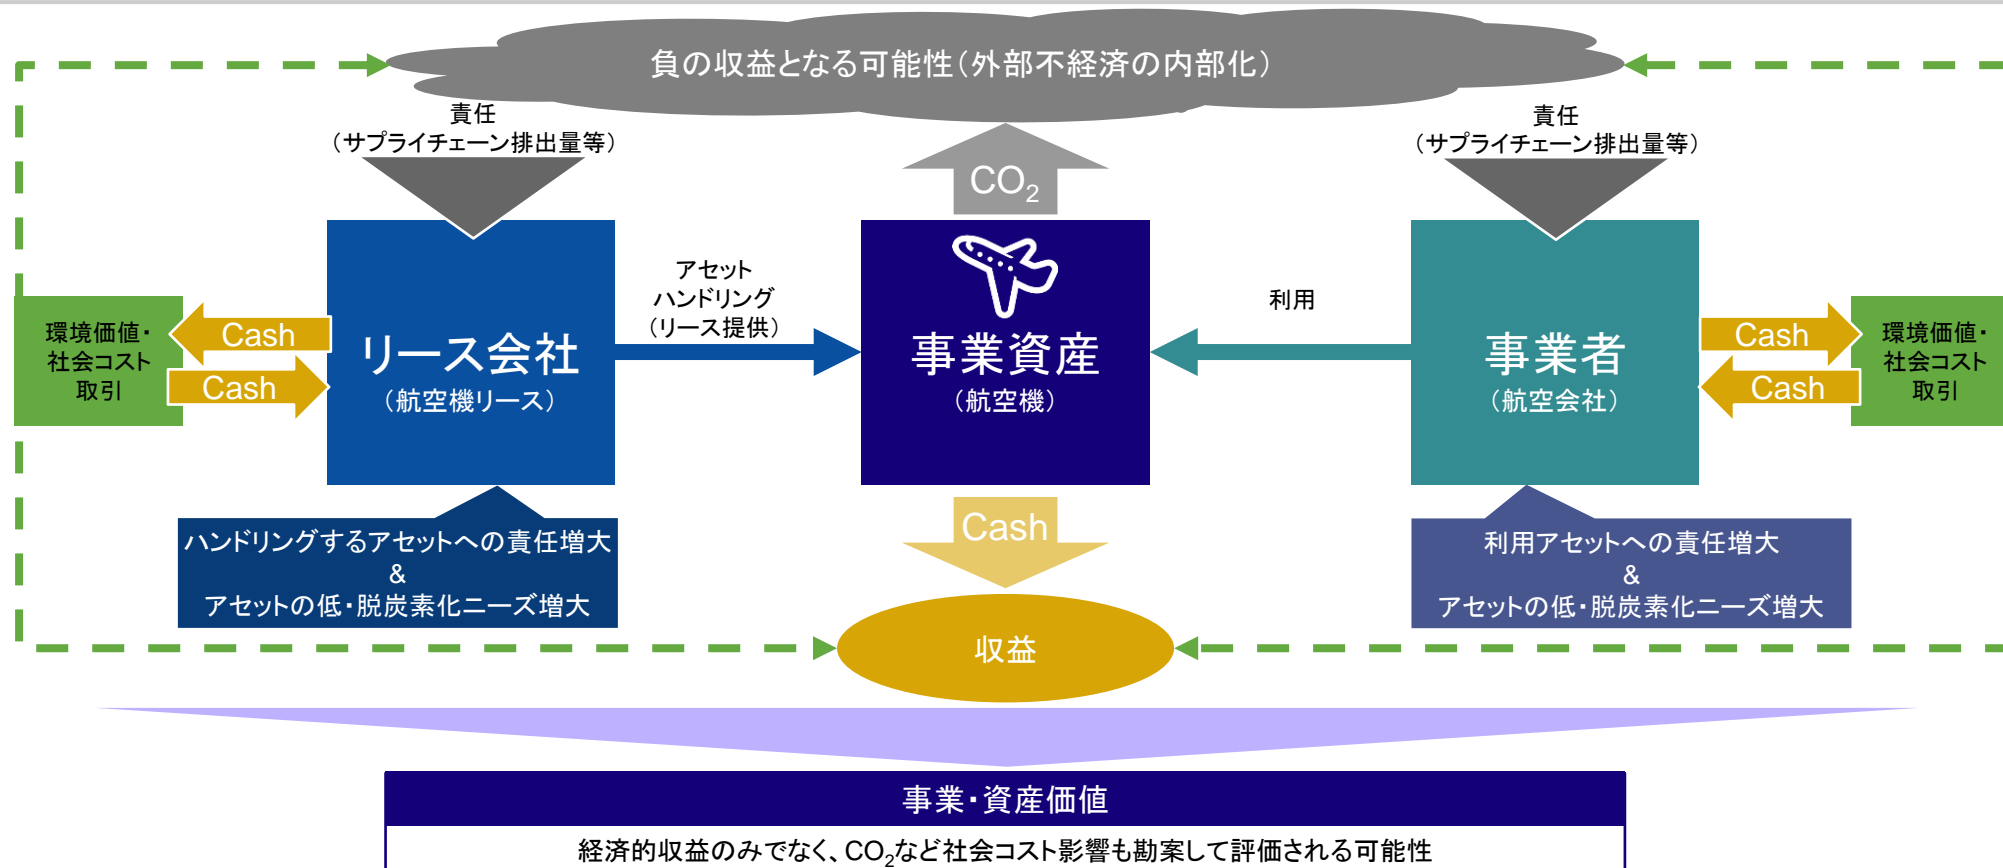 負の収益となる可能性(外部不経済の内部化)
責任
(サプライチェーン排出量等)
責任
(サプライチェーン排出量等)
CO₂
環境価値・
社会コスト
取引
Cash
Cash
リース会社
(航空機リース)
アセット
ハンドリング
(リース提供)
事業資産
(航空機)
利用
事業者
(航空会社)
Cash
Cash
環境価値・
社会コスト
取引
ハンドリングするアセットへの責任増大
&
アセットの低・脱炭素化ニーズ増大
Cash
利用アセットへの責任増大
&
アセットの低・脱炭素化ニーズ増大
収益
事業・資産価値
経済的収益のみでなく、CO₂など社会コスト影響も勘案して評価される可能性